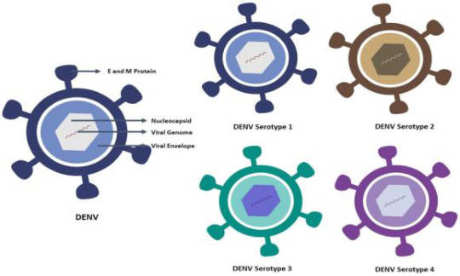 E and M Protein
Nucleocapsid
Viral Genome
Viral Envelope
DENV
DENV Serotype 1
DENV Serotype 2
DENV Serotype 3
DENV Serotype 4